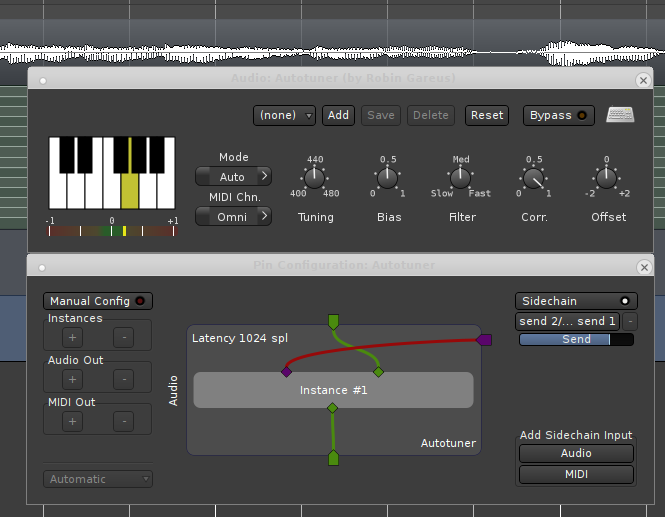 Audio: Autotuner (by Robin Gareus)
(none) Add Save Delete Reset Bypass
Mode
Auto
MIDI Chn.
Omni
-1 0 +1
440 0.5 Med 0.5 0
400 480 0 1 Slow Fast 0 1 -2 +2
Tuning Bias Filter Corr. Offset
Pin Configuration: Autotuner
Manual Config
Instances
+ -
Audio Out
+ -
MIDI Out
+ -
Automatic
Audio
Latency 1024 spl
Instance #1
Autotuner
Sidechain
send 2/... send 1 -
Send
Add Sidechain Input
Audio
MIDI